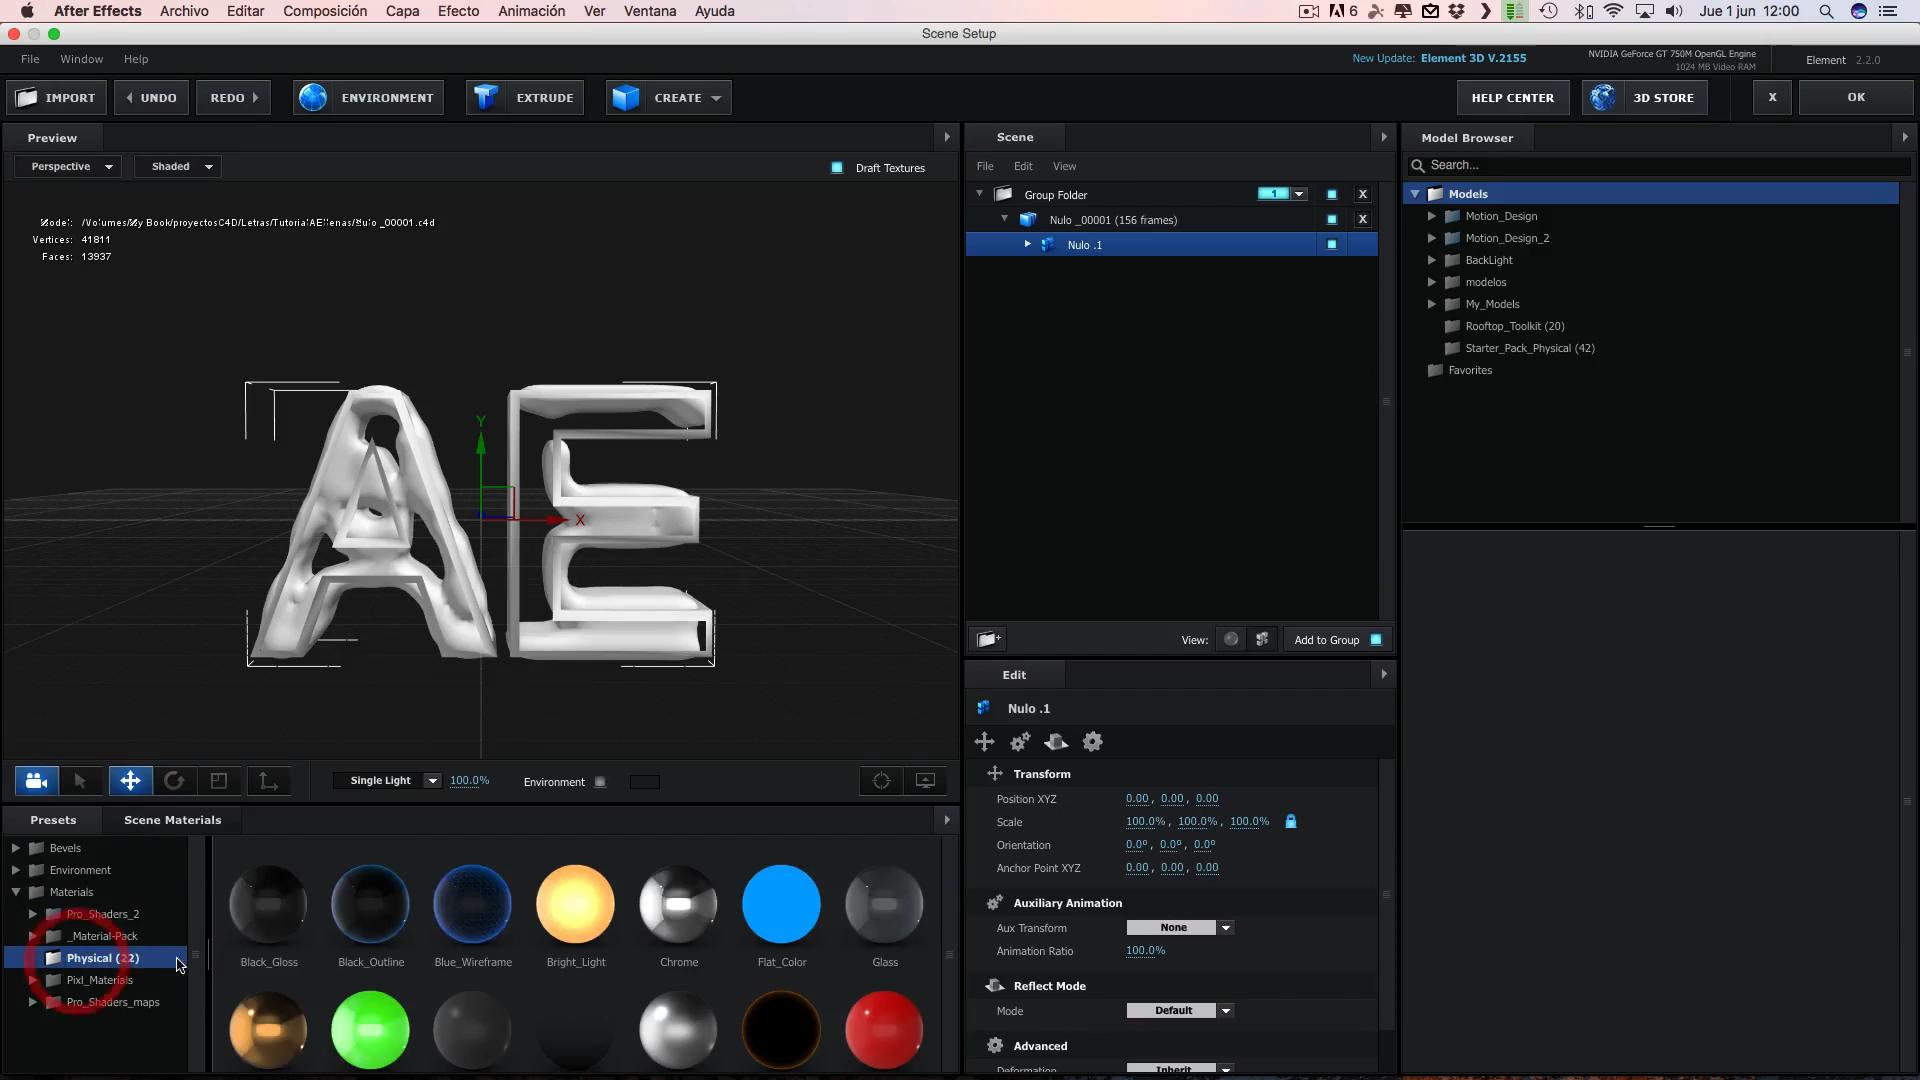 After Effects Archivo Editar Composición Capa Efecto Animación Ver Ventana Ayuda 6 Jue 1 jun 12:00
Scene Setup
File Window Help New Update: Element 3D V.2155 NVIDIA GeForce GT 750M OpenGL Engine
1024 MB Video RAM
Element 2.2.0
IMPORT UNDO REDO ENVIRONMENT EXTRUDE CREATE HELP CENTER 3D STORE X OK
Preview Scene Model Browser
Perspective Shaded Draft Textures File Edit View Search...
Group Folder 1 X Models
Nulo _00001 (156 frames) X Motion_Design
Vertices: 41811 Nulo .1 Motion_Design_2
Faces: 13937 BackLight
modelos
My_Models
Rooftop_Toolkit (20)
Starter_Pack_Physical (42)
Favorites
Y
X
AE
View: Add to Group
Edit
Nulo .1
Transform
Position XYZ 0.00, 0.00, 0.00
Scale 100.0%, 100.0%, 100.0%
Orientation 0.0°, 0.0°, 0.0°
Anchor Point XYZ 0.00, 0.00, 0.00
Auxiliary Animation
Aux Transform None
Animation Ratio 100.0%
Reflect Mode
Mode Default
Advanced
Deformation Inherit
Single Light 100.0% Environment
Presets Scene Materials
Bevels
Environment
Materials
Pro_Shaders_2
_Material-Pack
Physical (22)
Pixl_Materials
Pro_Shaders_maps
Black_Gloss Black_Outline Blue_Wireframe Bright_Light Chrome Flat_Color Glass